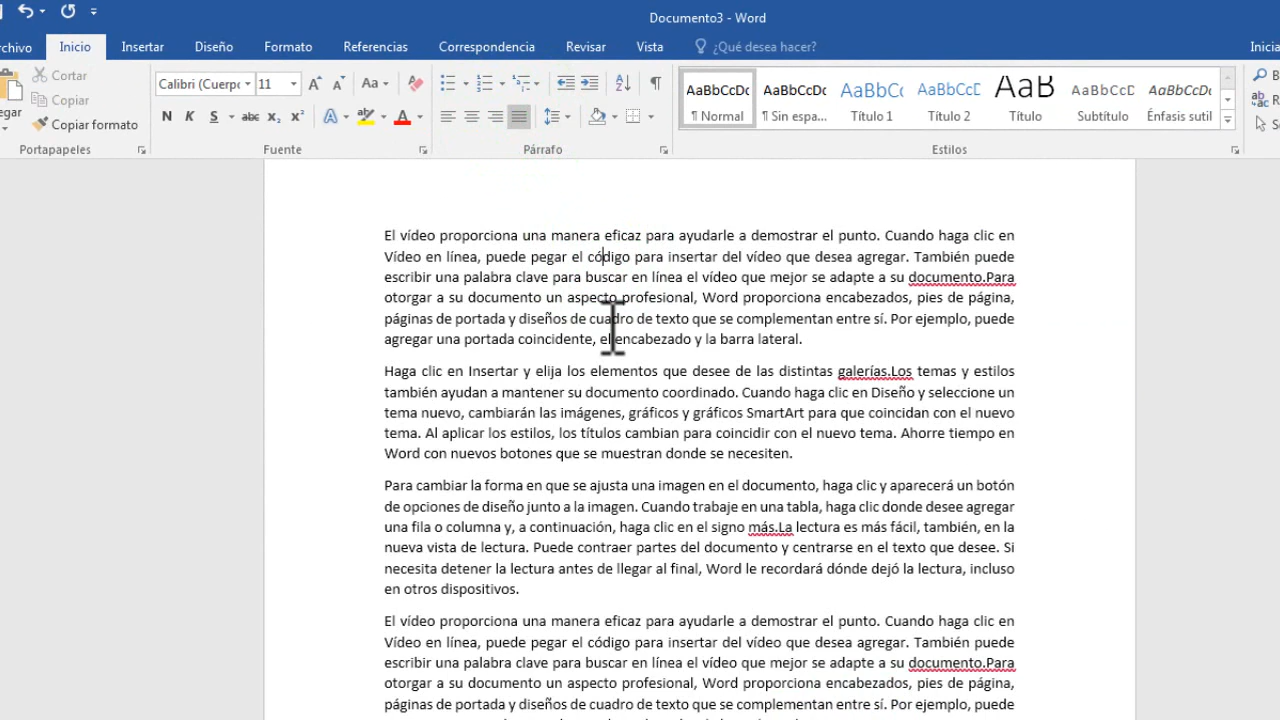 Documento3 - Word
Inicio Insertar Diseño Formato Referencias Correspondencia Revisar Vista ¿Qué desea hacer?
Cortar
Copiar
Copiar formato
Portapapeles
Calibri (Cuerpo 11 Aa
N K S abc x₂ x² A A
Fuente
Párrafo
AaBbCcDc AaBbCcDc AaBbCc AaBbCcD AaB AaBbCcD AaBbCcDc
¶ Normal ¶ Sin espa... Título 1 Título 2 Título Subtítulo Énfasis sutil
Estilos
El vídeo proporciona una manera eficaz para ayudarle a demostrar el punto. Cuando haga clic en
Vídeo en línea, puede pegar el código para insertar del vídeo que desea agregar. También puede
escribir una palabra clave para buscar en línea el vídeo que mejor se adapte a su documento.Para
otorgar a su documento un aspecto profesional, Word proporciona encabezados, pies de página,
páginas de portada y diseños de cuadro de texto que se complementan entre sí. Por ejemplo, puede
agregar una portada coincidente, el encabezado y la barra lateral.
Haga clic en Insertar y elija los elementos que desee de las distintas galerías.Los temas y estilos
también ayudan a mantener su documento coordinado. Cuando haga clic en Diseño y seleccione un
tema nuevo, cambiarán las imágenes, gráficos y gráficos SmartArt para que coincidan con el nuevo
tema. Al aplicar los estilos, los títulos cambian para coincidir con el nuevo tema. Ahorre tiempo en
Word con nuevos botones que se muestran donde se necesiten.
Para cambiar la forma en que se ajusta una imagen en el documento, haga clic y aparecerá un botón
de opciones de diseño junto a la imagen. Cuando trabaje en una tabla, haga clic donde desee agregar
una fila o columna y, a continuación, haga clic en el signo más.La lectura es más fácil, también, en la
nueva vista de lectura. Puede contraer partes del documento y centrarse en el texto que desee. Si
necesita detener la lectura antes de llegar al final, Word le recordará dónde dejó la lectura, incluso
en otros dispositivos.
El vídeo proporciona una manera eficaz para ayudarle a demostrar el punto. Cuando haga clic en
Vídeo en línea, puede pegar el código para insertar del vídeo que desea agregar. También puede
escribir una palabra clave para buscar en línea el vídeo que mejor se adapte a su documento.Para
otorgar a su documento un aspecto profesional, Word proporciona encabezados, pies de página,
páginas de portada y diseños de cuadro de texto que se complementan entre sí. Por ejemplo, puede